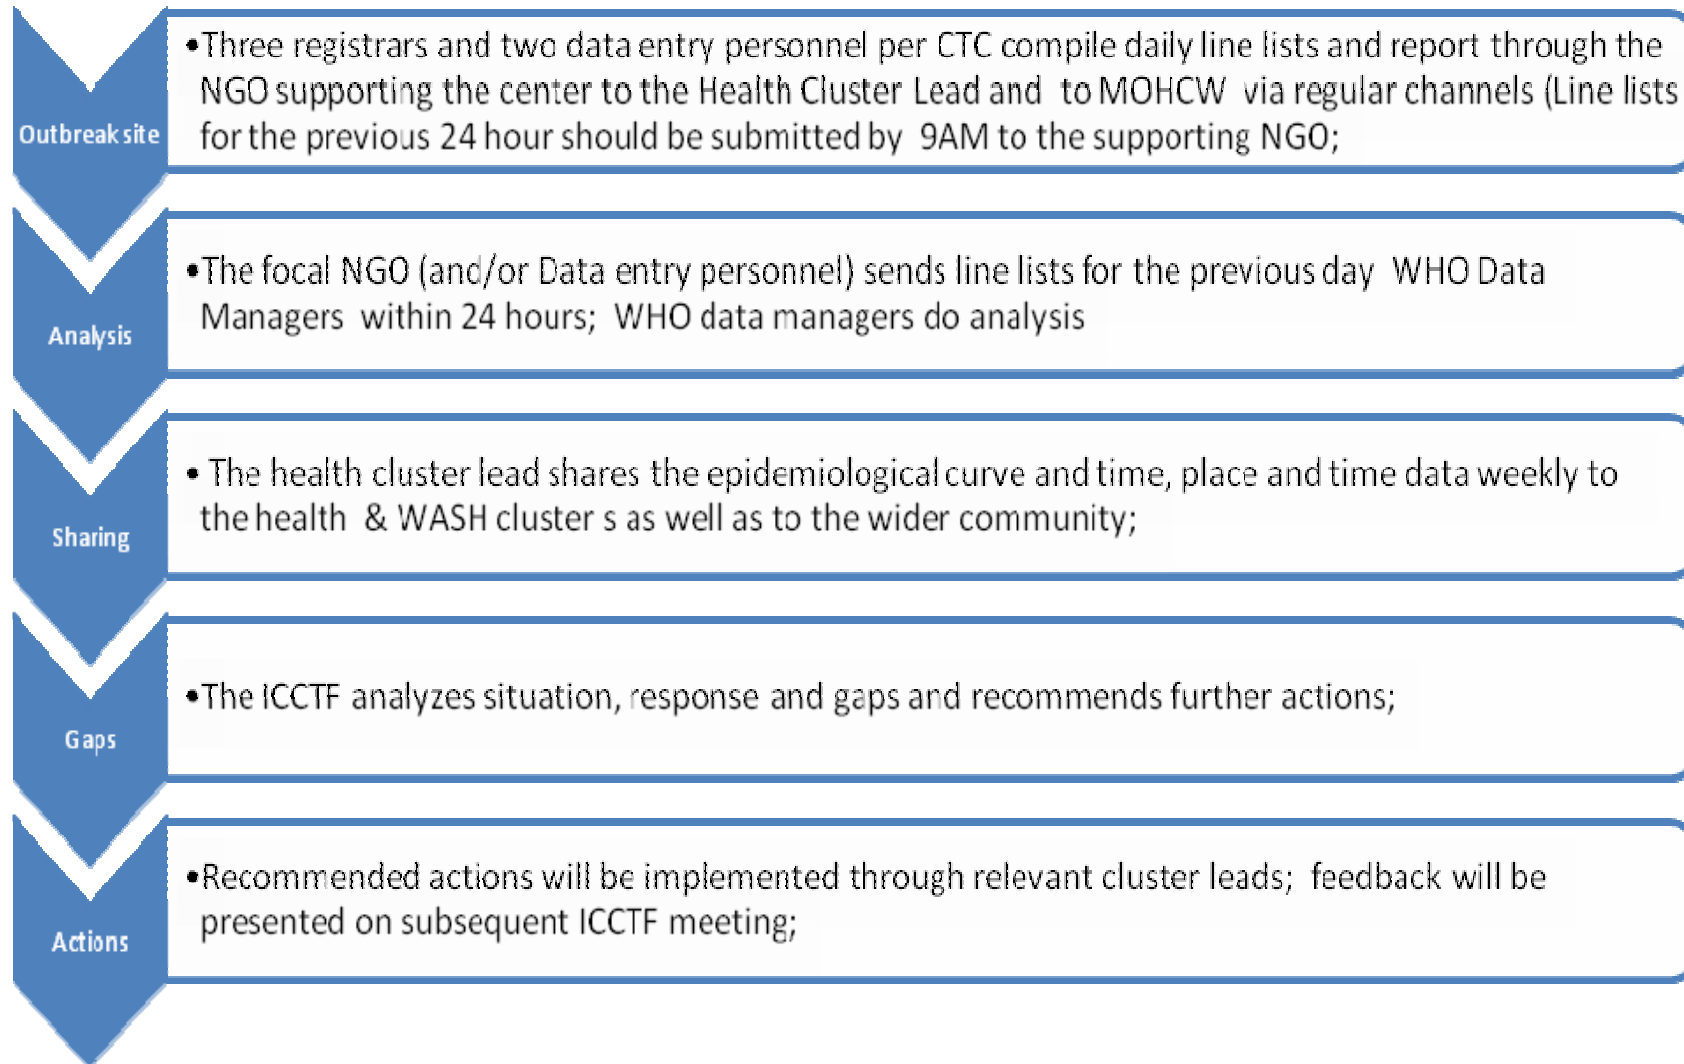 •Three registrars and two data entry personnel per CTC compile daily line lists and report through the
NGO supporting the center to the Health Cluster Lead and to MOHCW via regular channels (Line lists
for the previous 24 hour should be submitted by 9AM to the supporting NGO;
Outbreak site
•The focal NGO (and/or Data entry personnel) sends line lists for the previous day WHO Data
Managers within 24 hours; WHO data managers do analysis
Analysis
• The health cluster lead shares the epidemiological curve and time, place and time data weekly to
the health & WASH cluster s as well as to the wider community;
Sharing
•The ICCTF analyzes situation, response and gaps and recommends further actions;
Gaps
•Recommended actions will be implemented through relevant cluster leads; feedback will be
presented on subsequent ICCTF meeting;
Actions